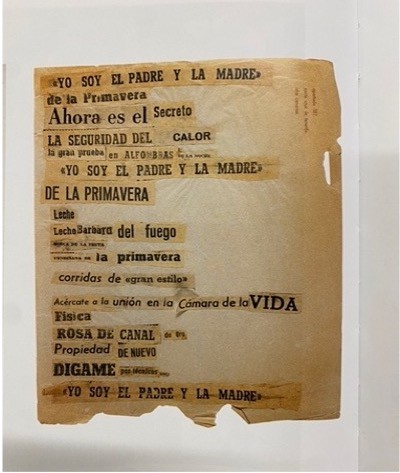 «YO SOY EL PADRE Y LA MADRE»
de la Primavera
Ahora es el Secreto
LA SEGURIDAD DEL CALOR
la gran prueba en ALFOMBRAS DE LA NOCHE
«YO SOY EL PADRE Y LA MADRE»
DE LA PRIMAVERA
Leche
Leche Barbara del fuego
la primavera
corridas de «gran estilo»
Acércate a la unión en la Cámara de la VIDA
Física
ROSA DE CANAL
Propiedad DE NUEVO
DIGAME
«YO SOY EL PADRE Y LA MADRE»